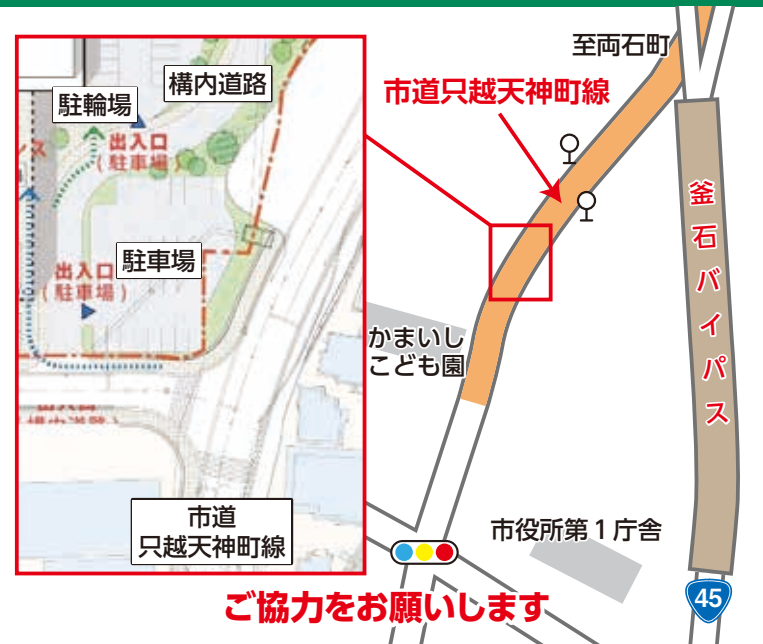 至両石町
市道只越天神町線
構内道路
駐輪場
出入口
(駐車場)
駐車場
出入口
(駐車場)
釜石バイパス
かまいし
こども園
市道
只越天神町線
市役所第1庁舎
45
ご協力をお願いします